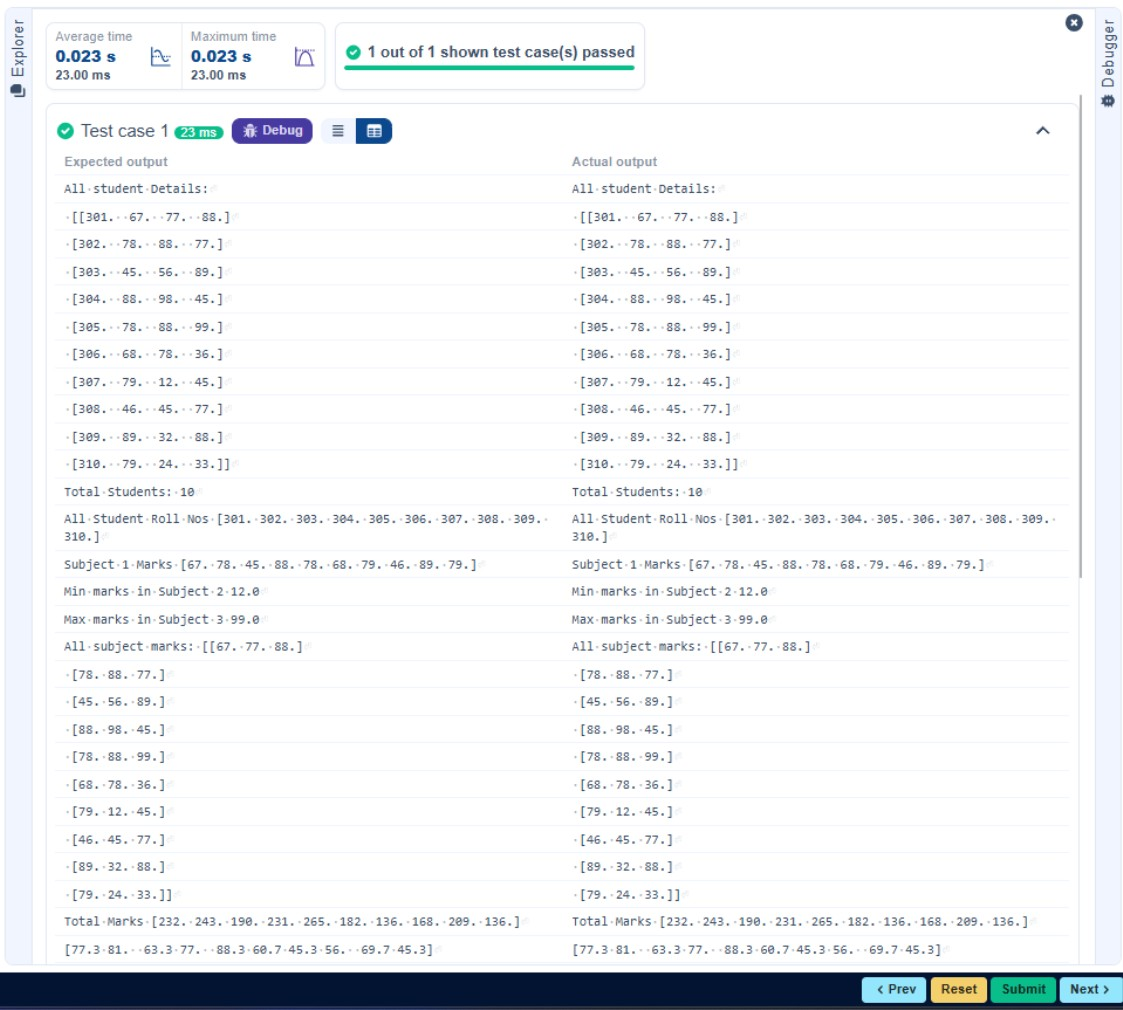 Explorer
Average time
0.023 s
23.00 ms
Maximum time
0.023 s
23.00 ms
1 out of 1 shown test case(s) passed
Debugger
Test case 1 23 ms Debug
Expected output Actual output
All·student·Details: All·student·Details:
·[[301.··67.··77.··88.] ·[[301.··67.··77.··88.]
·[302.··78.··88.··77.] ·[302.··78.··88.··77.]
·[303.··45.··56.··89.] ·[303.··45.··56.··89.]
·[304.··88.··98.··45.] ·[304.··88.··98.··45.]
·[305.··78.··88.··99.] ·[305.··78.··88.··99.]
·[306.··68.··78.··36.] ·[306.··68.··78.··36.]
·[307.··79.··12.··45.] ·[307.··79.··12.··45.]
·[308.··46.··45.··77.] ·[308.··46.··45.··77.]
·[309.··89.··32.··88.] ·[309.··89.··32.··88.]
·[310.··79.··24.··33.]] ·[310.··79.··24.··33.]]
Total·Students:·10 Total·Students:·10
All·Student·Roll·Nos·[301.·302.·303.·304.·305.·306.·307.·308.·309.· All·Student·Roll·Nos·[301.·302.·303.·304.·305.·306.·307.·308.·309.·
310.] 310.]
Subject·1·Marks·[67.·78.·45.·88.·78.·68.·79.·46.·89.·79.] Subject·1·Marks·[67.·78.·45.·88.·78.·68.·79.·46.·89.·79.]
Min·marks·in·Subject·2·12.0 Min·marks·in·Subject·2·12.0
Max·marks·in·Subject·3·99.0 Max·marks·in·Subject·3·99.0
All·subject·marks:·[[67.·77.·88.] All·subject·marks:·[[67.·77.·88.]
·[78.·88.·77.] ·[78.·88.·77.]
·[45.·56.·89.] ·[45.·56.·89.]
·[88.·98.·45.] ·[88.·98.·45.]
·[78.·88.·99.] ·[78.·88.·99.]
·[68.·78.·36.] ·[68.·78.·36.]
·[79.·12.·45.] ·[79.·12.·45.]
·[46.·45.·77.] ·[46.·45.·77.]
·[89.·32.·88.] ·[89.·32.·88.]
·[79.·24.·33.]] ·[79.·24.·33.]]
Total·Marks·[232.·243.·190.·231.·265.·182.·136.·168.·209.·136.] Total·Marks·[232.·243.·190.·231.·265.·182.·136.·168.·209.·136.]
[77.3·81.··63.3·77.··88.3·60.7·45.3·56.··69.7·45.3] [77.3·81.··63.3·77.··88.3·60.7·45.3·56.··69.7·45.3]
< Prev Reset Submit Next >